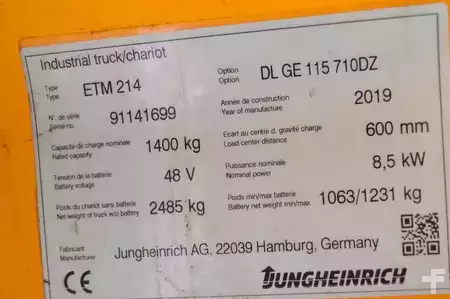 Industrial truck/chariot
Type
Type ETM 214 Option
Option DL GE 115 710DZ
N°. de série
Serial-no. 91141699 Année de construction
Year of manufacture 2019
Capacité de charge nominale
Rated capacity 1400 kg Ecart au centre d. gravité charge
Load center distance 600 mm
Tension de la batterie
Battery voltage 48 V Puissance nominale
Nominal power 8,5 kW
Poids du chariot sans batterie
Net weight of truck w/o battery 2485 kg Poids min/max batterie
Battery net weight min/max 1063/1231 kg
Fabricant
Manufacturer Jungheinrich AG, 22039 Hamburg, Germany
CE JUNGHEINRICH